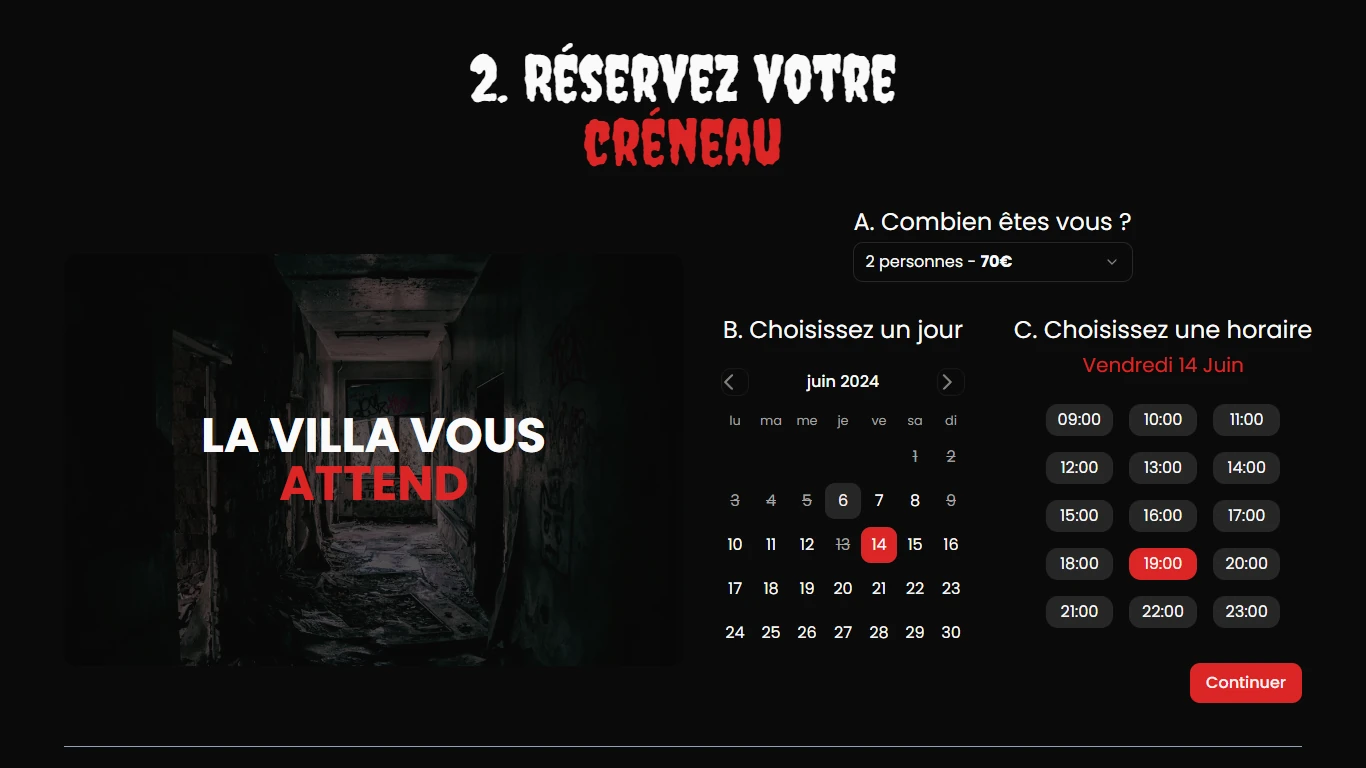 2. RÉSERVEZ VOTRE
CRÉNEAU
LA VILLA VOUS
ATTEND
A. Combien êtes vous ?
2 personnes - 70€
B. Choisissez un jour
juin 2024
lu ma me je ve sa di
1 2
3 4 5 6 7 8 9
10 11 12 13 14 15 16
17 18 19 20 21 22 23
24 25 26 27 28 29 30
C. Choisissez une horaire
Vendredi 14 Juin
09:00 10:00 11:00
12:00 13:00 14:00
15:00 16:00 17:00
18:00 19:00 20:00
21:00 22:00 23:00
Continuer